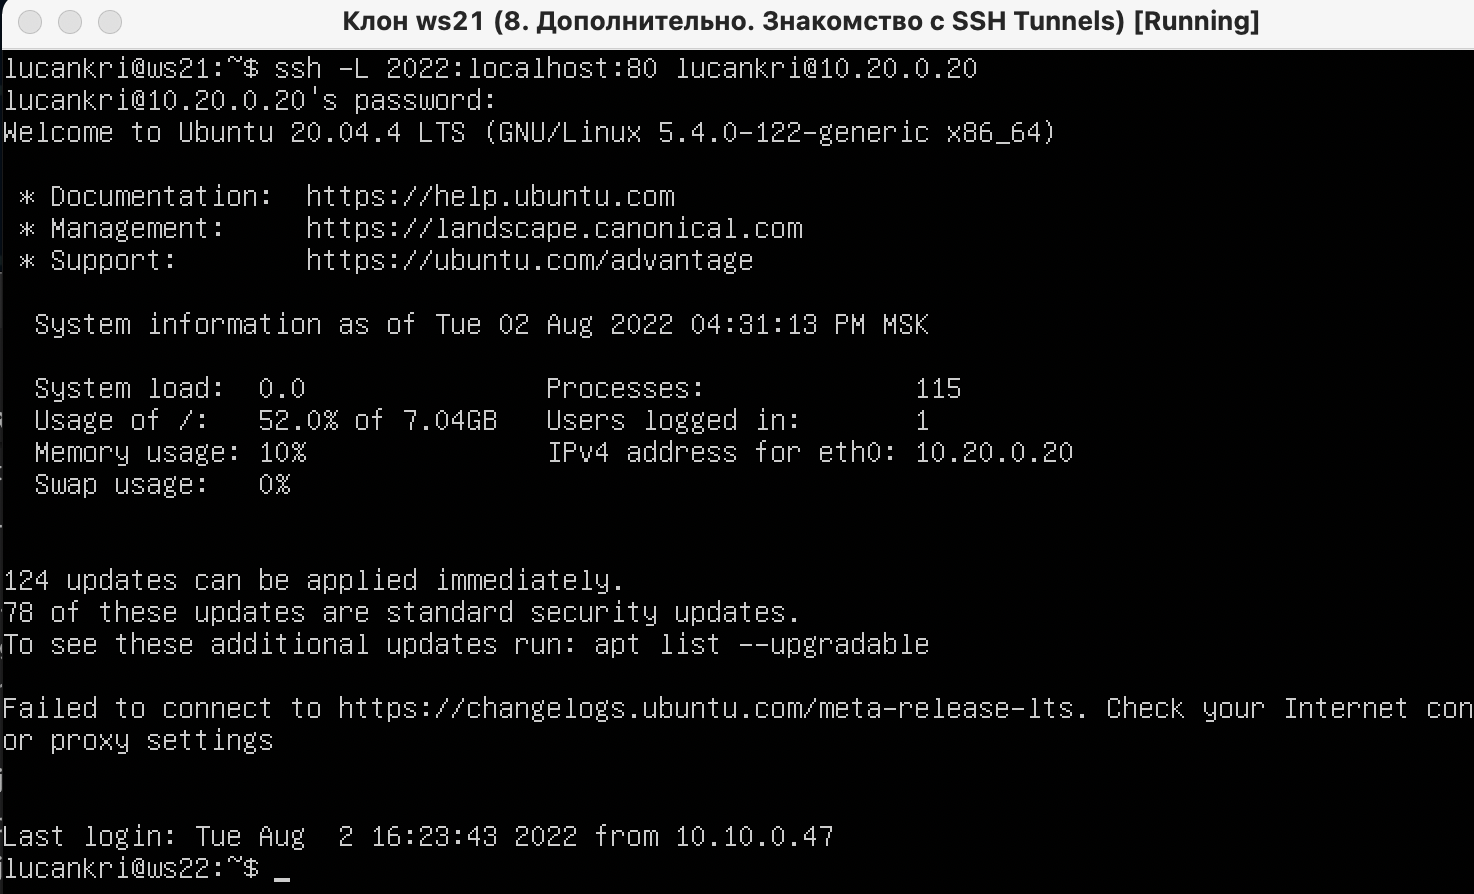 Клон ws21 (8. Дополнительно. Знакомство с SSH Tunnels) [Running]
lucankri@ws21:~$ ssh -L 2022:localhost:80 lucankri@10.20.0.20
lucankri@10.20.0.20's password:
Welcome to Ubuntu 20.04.4 LTS (GNU/Linux 5.4.0-122-generic x86_64)
* Documentation:  https://help.ubuntu.com
* Management:     https://landscape.canonical.com
* Support:        https://ubuntu.com/advantage
System information as of Tue 02 Aug 2022 04:31:13 PM MSK
System load:  0.0               Processes:             115
Usage of /:   52.0% of 7.04GB   Users logged in:       1
Memory usage: 10%               IPv4 address for eth0: 10.20.0.20
Swap usage:   0%
124 updates can be applied immediately.
78 of these updates are standard security updates.
To see these additional updates run: apt list --upgradable
Failed to connect to https://changelogs.ubuntu.com/meta-release-lts. Check your Internet con
or proxy settings
Last login: Tue Aug  2 16:23:43 2022 from 10.10.0.47
lucankri@ws22:~$ _